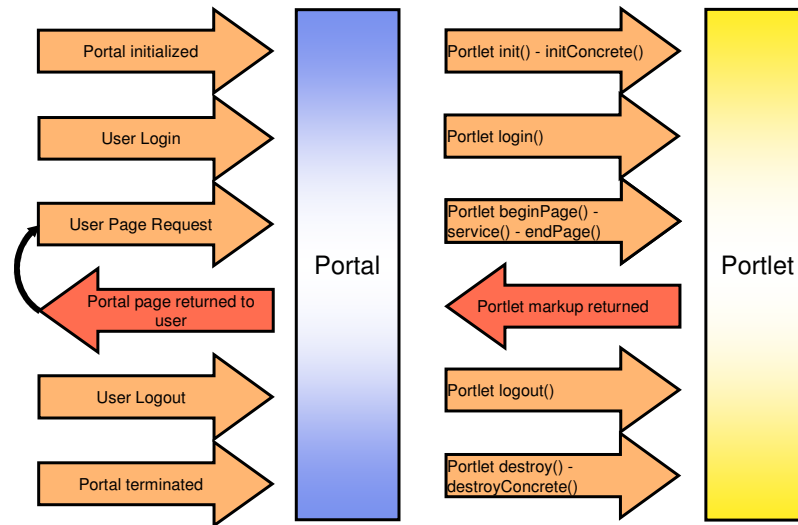 Portal initialized
User Login
User Page Request
Portal page returned to
user
User Logout
Portal terminated
Portal
Portlet init() - initConcrete()
Portlet login()
Portlet beginPage() -
service() - endPage()
Portlet markup returned
Portlet logout()
Portlet destroy() -
destroyConcrete()
Portlet